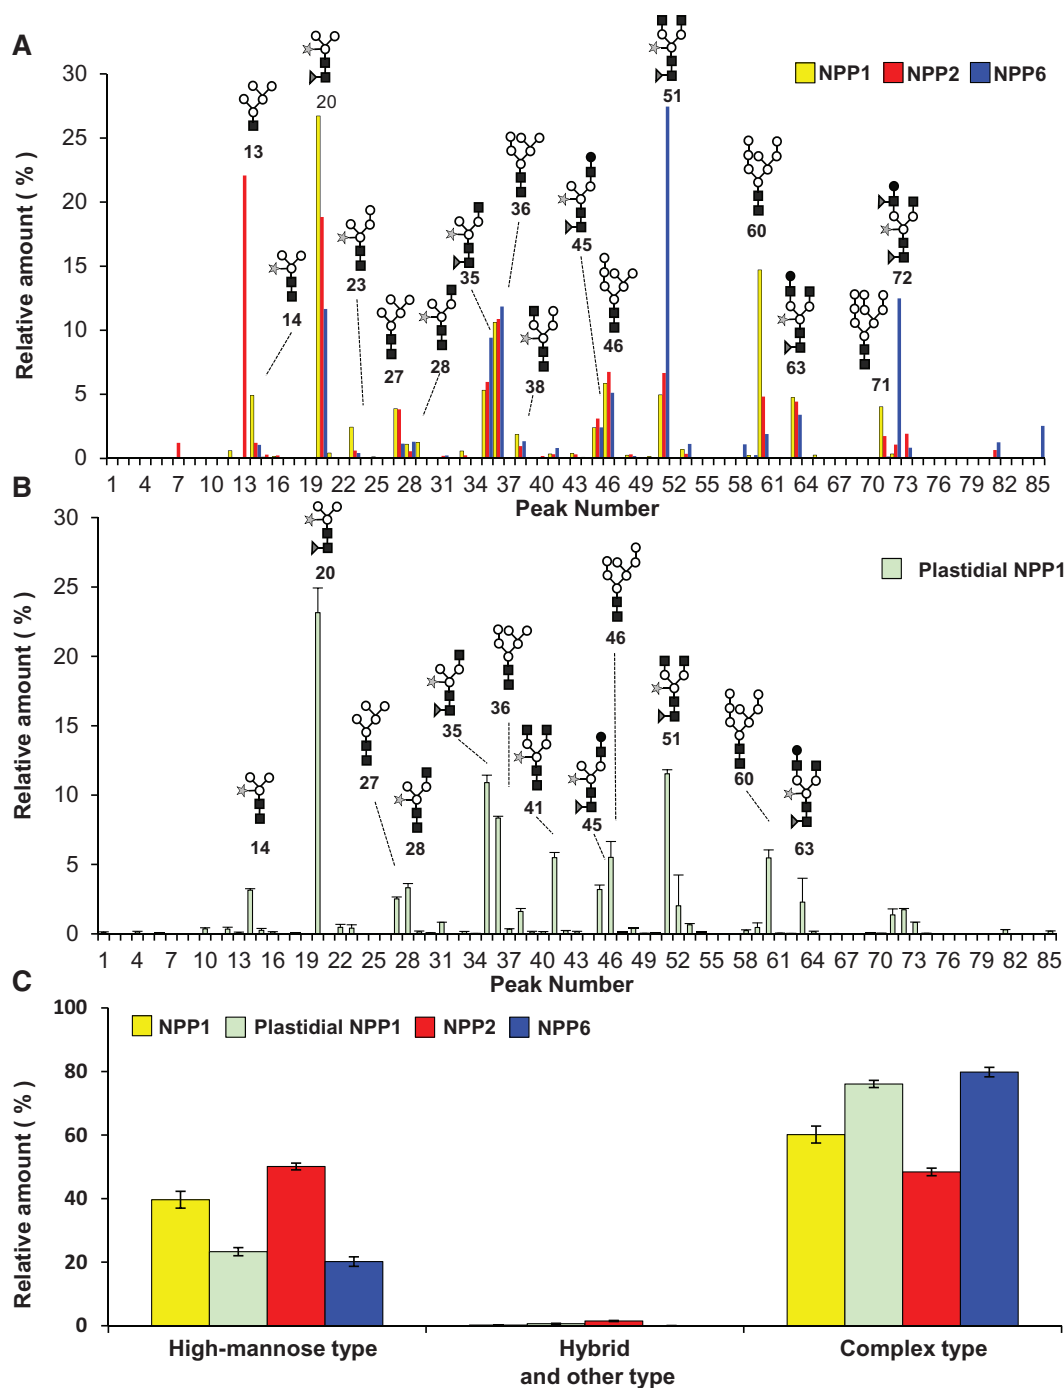 A
Relative amount ( % )
30
25
20
15
10
5
0
NPP1 NPP2 NPP6
13
14
20
23
27
28
35
36
38
45
46
51
60
63
71
72
1 4 7 10 13 16 19 22 25 28 31 34 37 40 43 46 49 52 55 58 61 64 67 70 73 76 79 82 85
Peak Number
B
Relative amount ( % )
30
25
20
15
10
5
0
Plastidial NPP1
14
20
27
28
35
36
41
45
46
51
60
63
1 4 7 10 13 16 19 22 25 28 31 34 37 40 43 46 49 52 55 58 61 64 67 70 73 76 79 82 85
Peak Number
C
Relative amount ( % )
100
80
60
40
20
0
NPP1 Plastidial NPP1 NPP2 NPP6
High-mannose type
Hybrid
and other type
Complex type